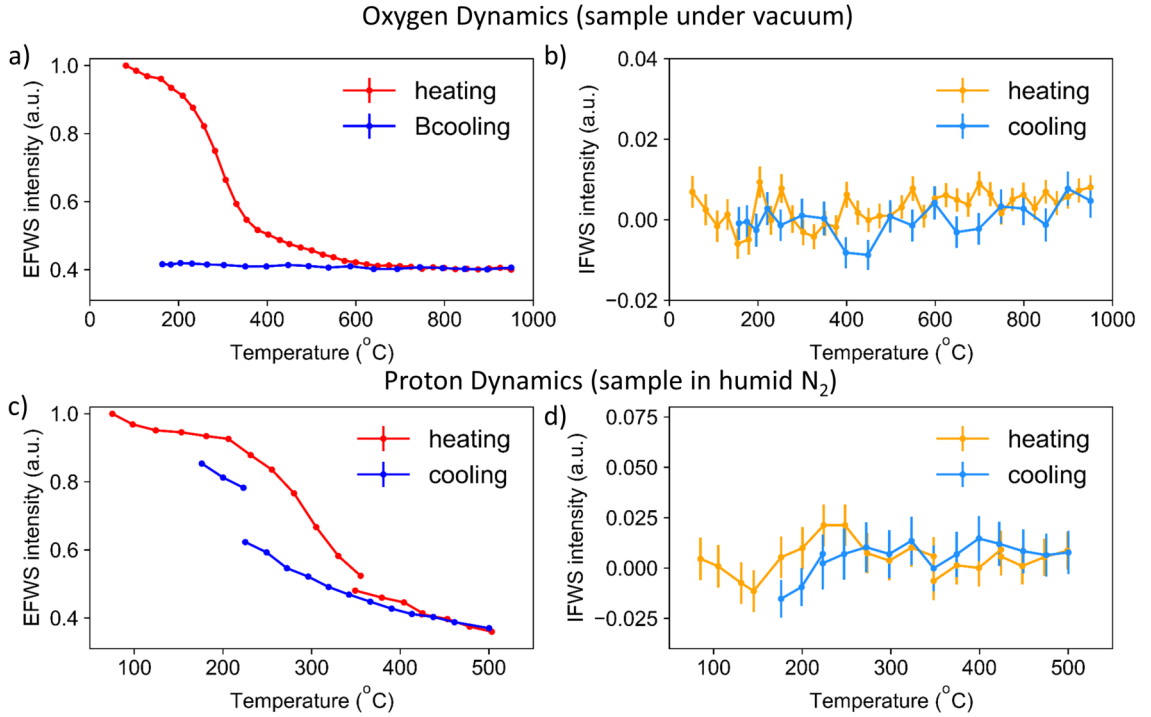 Oxygen Dynamics (sample under vacuum)
a)
1.0
0.8
0.6
0.4
EFWS intensity (a.u.)
heating
Bcooling
0
200
400
600
800
1000
Temperature (°C)
b)
0.04
0.02
0.00
−0.02
IFWS intensity (a.u.)
heating
cooling
0
200
400
600
800
1000
Temperature (°C)
Proton Dynamics (sample in humid N₂)
c)
1.0
0.8
0.6
0.4
EFWS intensity (a.u.)
heating
cooling
100
200
300
400
500
Temperature (°C)
d)
0.075
0.050
0.025
0.000
−0.025
IFWS intensity (a.u.)
heating
cooling
100
200
300
400
500
Temperature (°C)